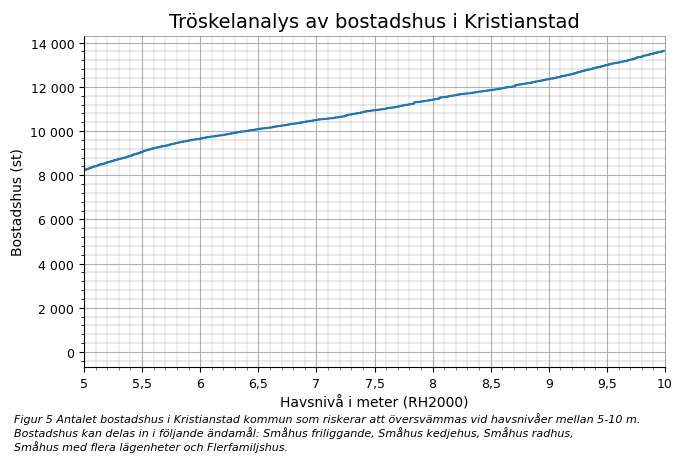 Tröskelanalys av bostadshus i Kristianstad
14 000
12 000
10 000
8 000
6 000
4 000
2 000
0
Bostadshus (st)
5 5,5 6 6,5 7 7,5 8 8,5 9 9,5 10
Havsnivå i meter (RH2000)
Figur 5 Antalet bostadshus i Kristianstad kommun som riskerar att översvämmas vid havsnivåer mellan 5-10 m.
Bostadshus kan delas in i följande ändamål: Småhus friliggande, Småhus kedjehus, Småhus radhus,
Småhus med flera lägenheter och Flerfamiljshus.